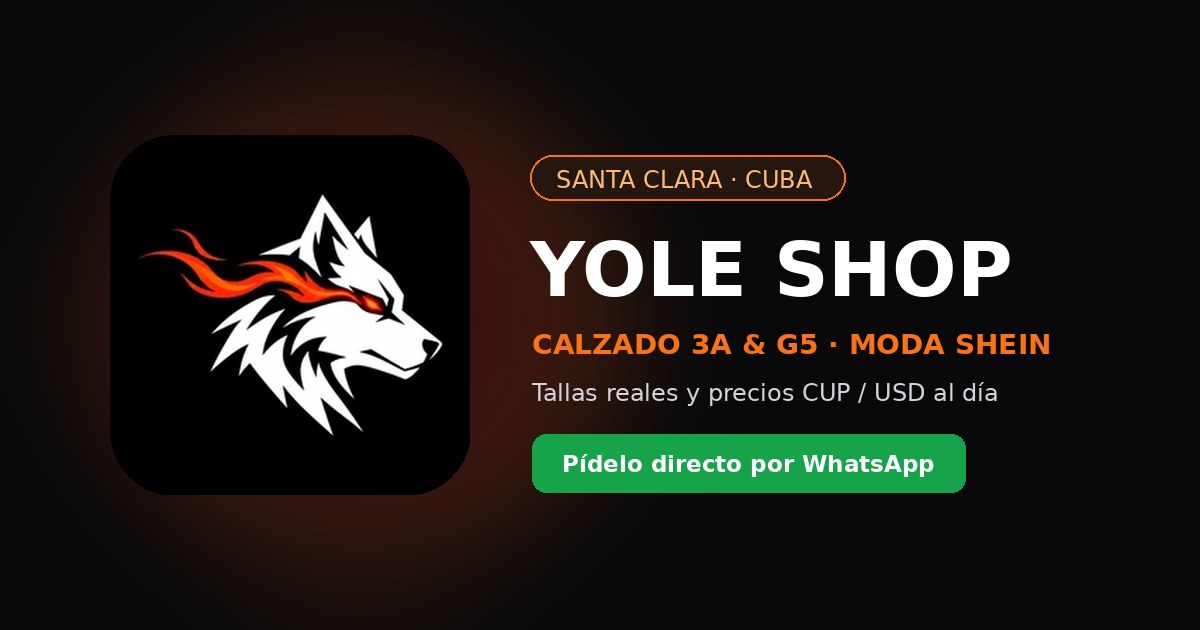 SANTA CLARA · CUBA
YOLE SHOP
CALZADO 3A & G5 · MODA SHEIN
Tallas reales y precios CUP / USD al día
Pídelo directo por WhatsApp